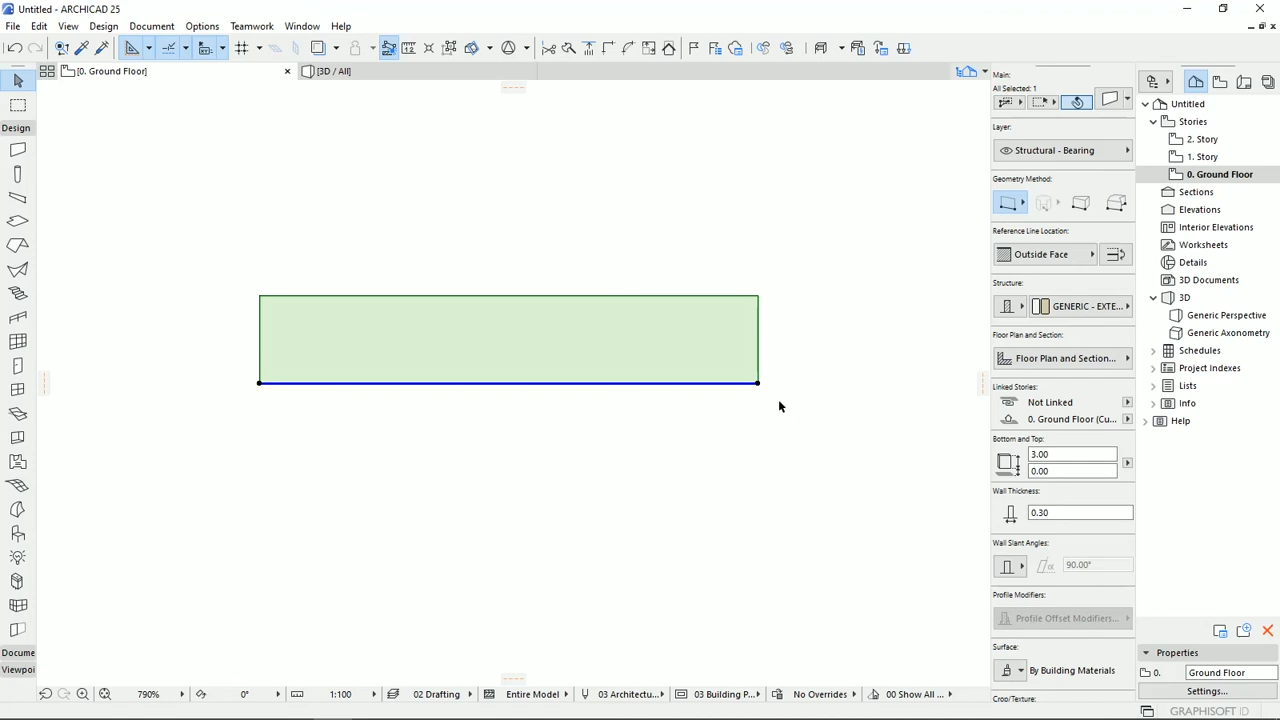 Untitled - ARCHICAD 25
File Edit View Design Document Options Teamwork Window Help
[0. Ground Floor]
[3D / All]
Design
Docume
Viewpoi
Main:
All Selected: 1
Layer:
Structural - Bearing
Geometry Method:
Reference Line Location:
Outside Face
Structure:
GENERIC - EXTE...
Floor Plan and Section:
Floor Plan and Section...
Linked Stories:
Not Linked
0. Ground Floor (Cu...
Bottom and Top:
3.00
0.00
Wall Thickness:
0.30
Wall Slant Angles:
α
90.00°
Profile Modifiers:
Profile Offset Modifiers...
Surface:
By Building Materials
Crop/Texture:
Untitled
Stories
2. Story
1. Story
0. Ground Floor
Sections
Elevations
Interior Elevations
Worksheets
Details
3D Documents
3D
Generic Perspective
Generic Axonometry
Schedules
Project Indexes
Lists
Info
Help
Properties
0. Ground Floor
Settings...
790% 0° 1:100 02 Drafting Entire Model 03 Architectu... 03 Building P... No Overrides 00 Show All ...
GRAPHISOFT ID